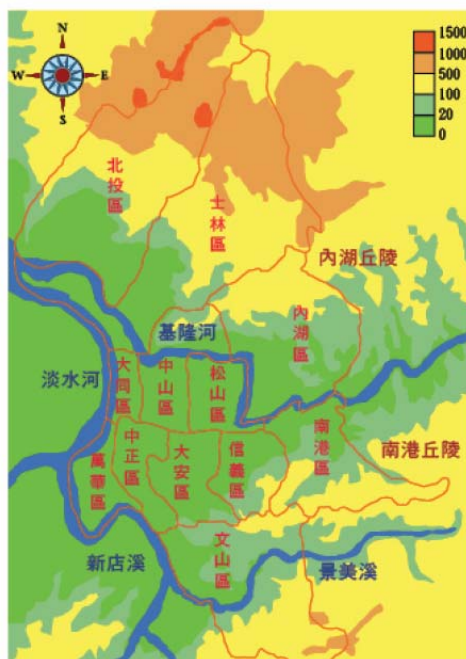 N
W
E
S
1500
1000
500
100
20
0
北投區
士林區
內湖丘陵
內湖區
基隆河
淡水河
大同區
中山區
松山區
南港區
南港丘陵
中正區
大安區
信義區
萬華區
文山區
新店溪
景美溪